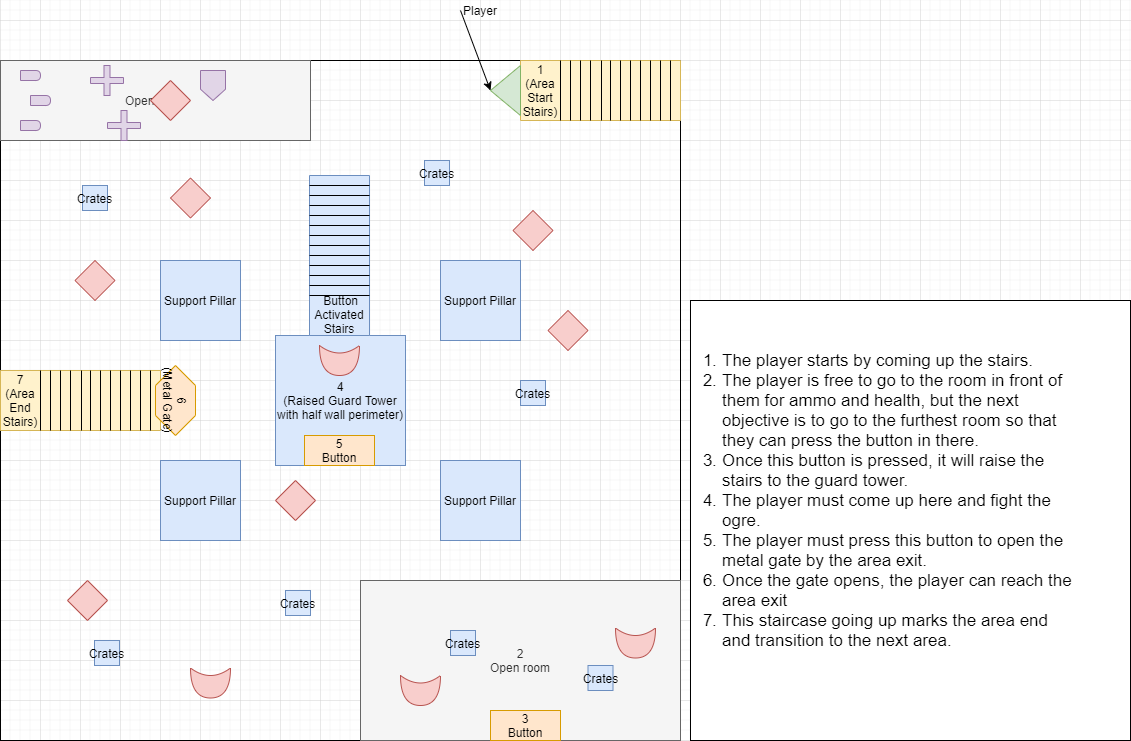 Player
1
(Area
Start
Stairs)
Oper
Crates
Crates
Support Pillar
Support Pillar
Button
Activated
Stairs
4
(Raised Guard Tower
with half wall perimeter)
5
Button
7
(Area
End
Stairs)
6
(Metal Gate)
Crates
Support Pillar
Support Pillar
Crates
Crates
Crates
2
Open room
Crates
3
Button
1. The player starts by coming up the stairs.
2. The player is free to go to the room in front of
them for ammo and health, but the next
objective is to go to the furthest room so that
they can press the button in there.
3. Once this button is pressed, it will raise the
stairs to the guard tower.
4. The player must come up here and fight the
ogre.
5. The player must press this button to open the
metal gate by the area exit.
6. Once the gate opens, the player can reach the
area exit
7. This staircase going up marks the area end
and transition to the next area.